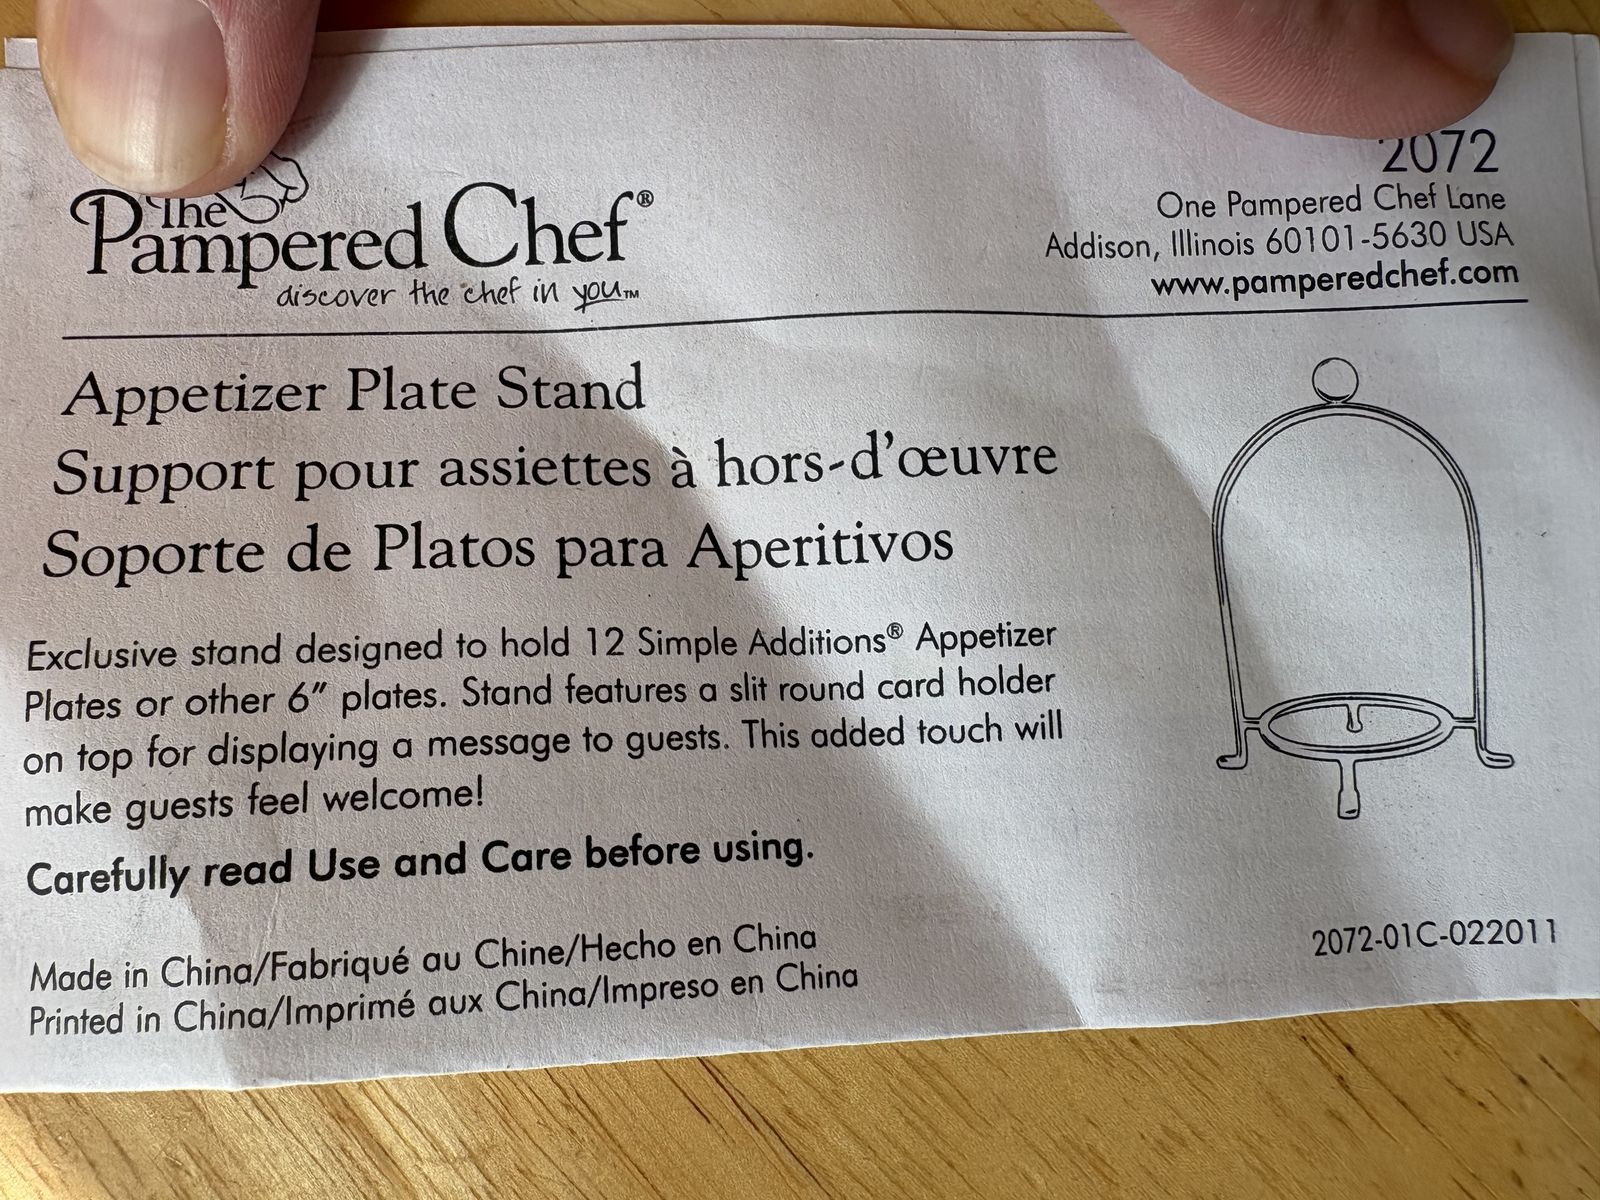 The
Pampered Chef®
discover the chef in you™
2072
One Pampered Chef Lane
Addison, Illinois 60101-5630 USA
www.pamperedchef.com
Appetizer Plate Stand
Support pour assiettes à hors-d'œuvre
Soporte de Platos para Aperitivos
Exclusive stand designed to hold 12 Simple Additions® Appetizer
Plates or other 6″ plates. Stand features a slit round card holder
on top for displaying a message to guests. This added touch will
make guests feel welcome!
Carefully read Use and Care before using.
Made in China/Fabriqué au Chine/Hecho en China
Printed in China/Imprimé aux China/Impreso en China
2072-01C-022011